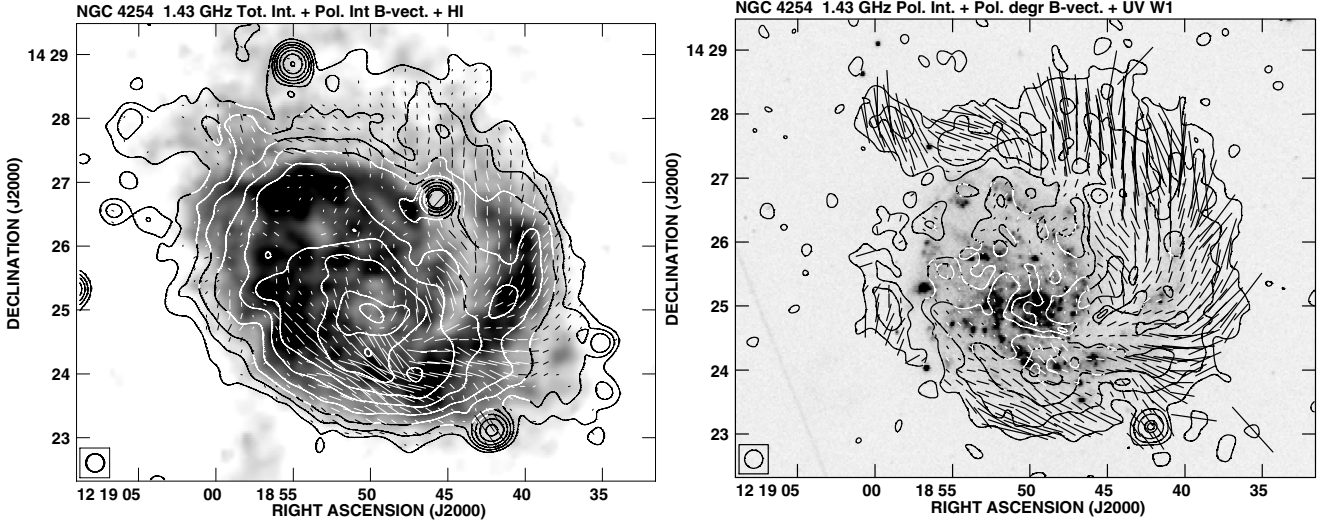 NGC 4254 1.43 GHz Tot. Int. + Pol. Int B-vect. + HI
14 29
28
27
26
25
24
23
DECLINATION (J2000)
12 19 05 00 18 55 50 45 40 35
RIGHT ASCENSION (J2000)
NGC 4254 1.43 GHz Pol. Int. + Pol. degr B-vect. + UV W1
14 29
28
27
26
25
24
23
DECLINATION (J2000)
12 19 05 00 18 55 50 45 40 35
RIGHT ASCENSION (J2000)